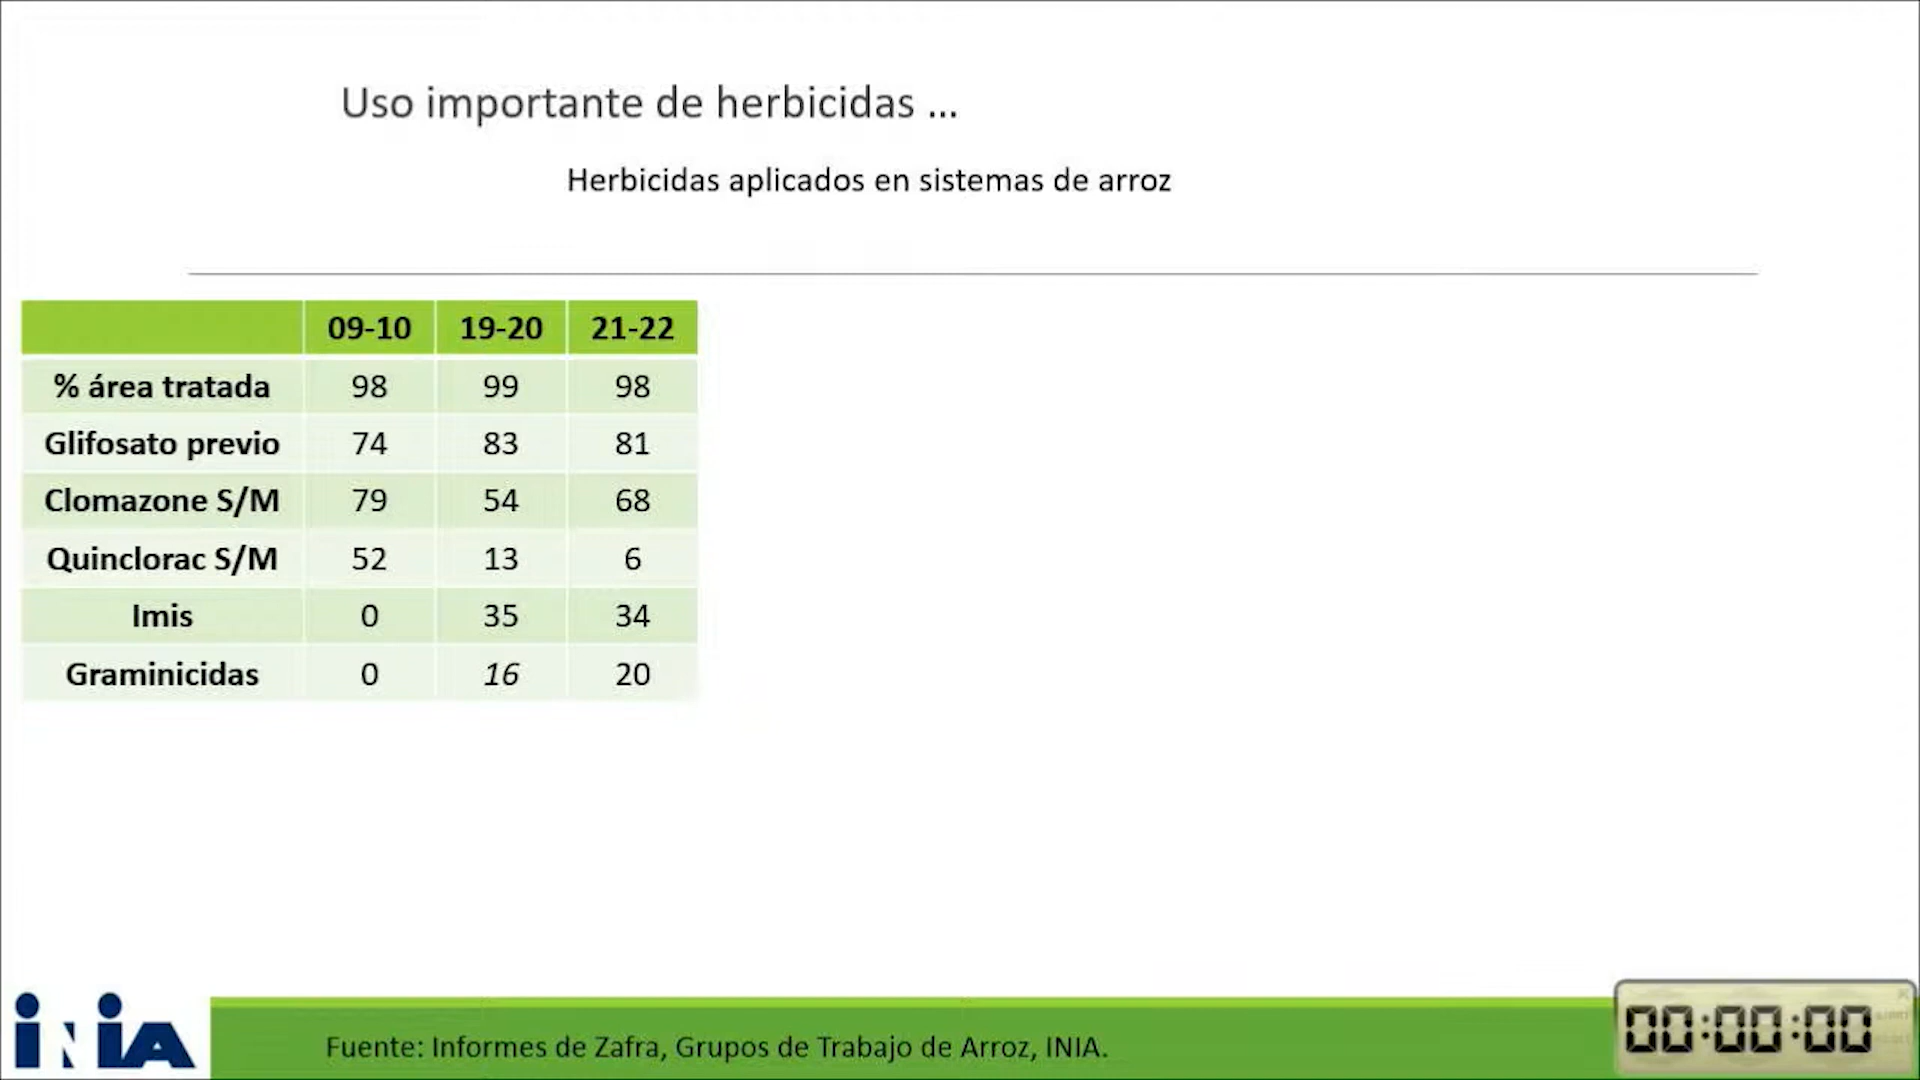 Uso importante de herbicidas ...
Herbicidas aplicados en sistemas de arroz
09-10 19-20 21-22
% área tratada 98 99 98
Glifosato previo 74 83 81
Clomazone S/M 79 54 68
Quinclorac S/M 52 13 6
Imis 0 35 34
Graminicidas 0 16 20
iNiA
Fuente: Informes de Zafra, Grupos de Trabajo de Arroz, INIA.
00:00:00